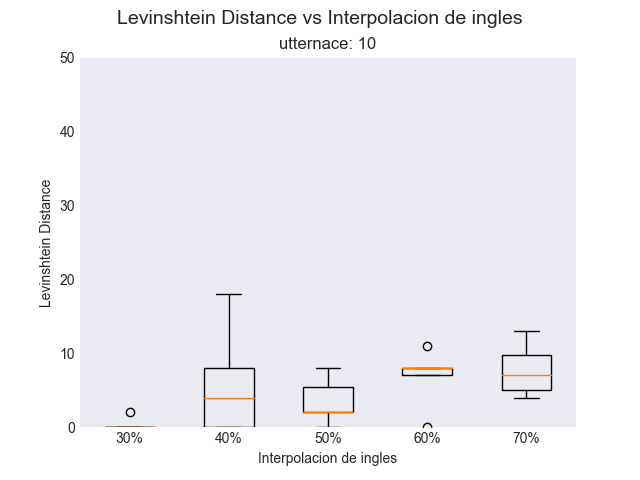 Levinshtein Distance vs Interpolacion de ingles
utternace: 10
50
40
30
20
10
0
Levinshtein Distance
30% 40% 50% 60% 70%
Interpolacion de ingles